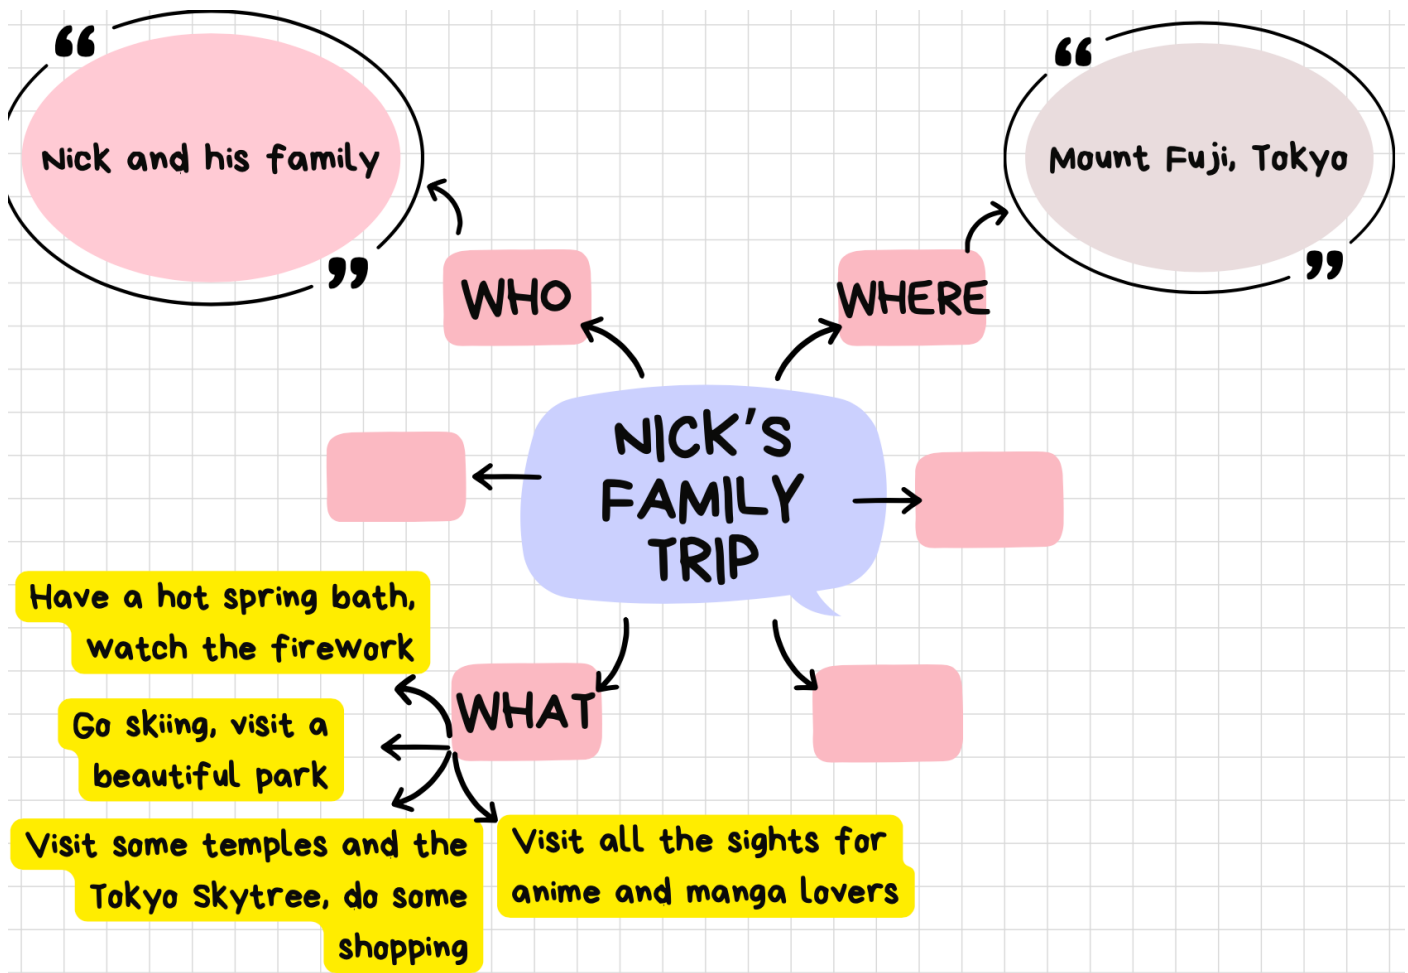 “
Nick and his family
”
“
Mount Fuji, Tokyo
”
WHO
WHERE
NICK'S
FAMILY
TRIP
Have a hot spring bath,
watch the firework
WHAT
Go skiing, visit a
beautiful park
Visit some temples and the
Tokyo Skytree, do some
shopping
Visit all the sights for
anime and manga lovers